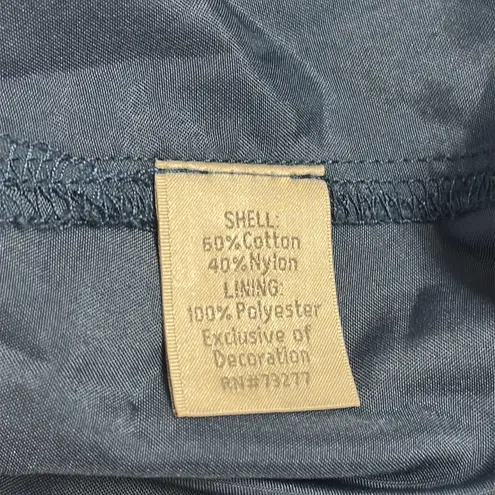 SHELL:
60%Cotton
40%Nylon
LINING:
100%Polyester
Exclusive of
Decoration
RN#73277